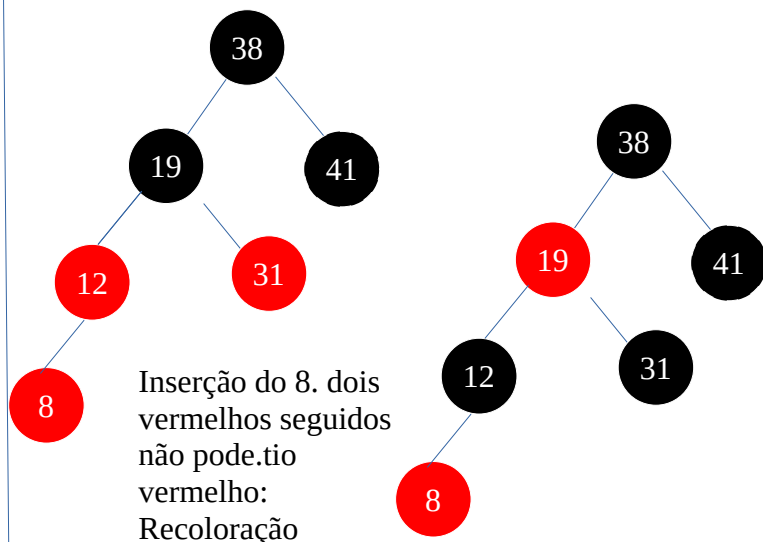 38
19
41
12
31
8
Inserção do 8. dois
vermelhos seguidos
não pode.tio
vermelho:
Recoloração
38
19
41
12
31
8